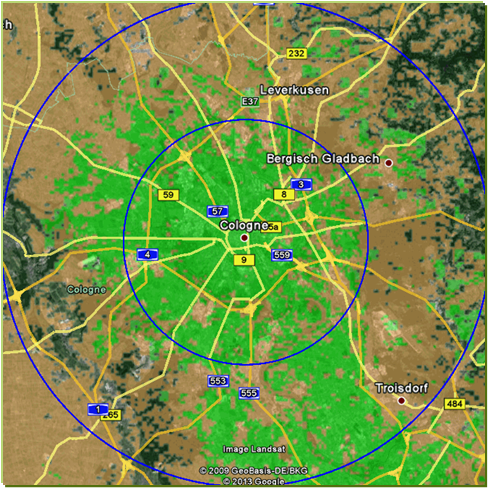 h
232
Leverkusen
E37
Bergisch Gladbach
3
59
8
57
Cologne
5a
4
9
559
Cologne
553
555
Troisdorf
1
265
484
Image Landsat
© 2009 GeoBasis-DE/BKG
© 2013 Google